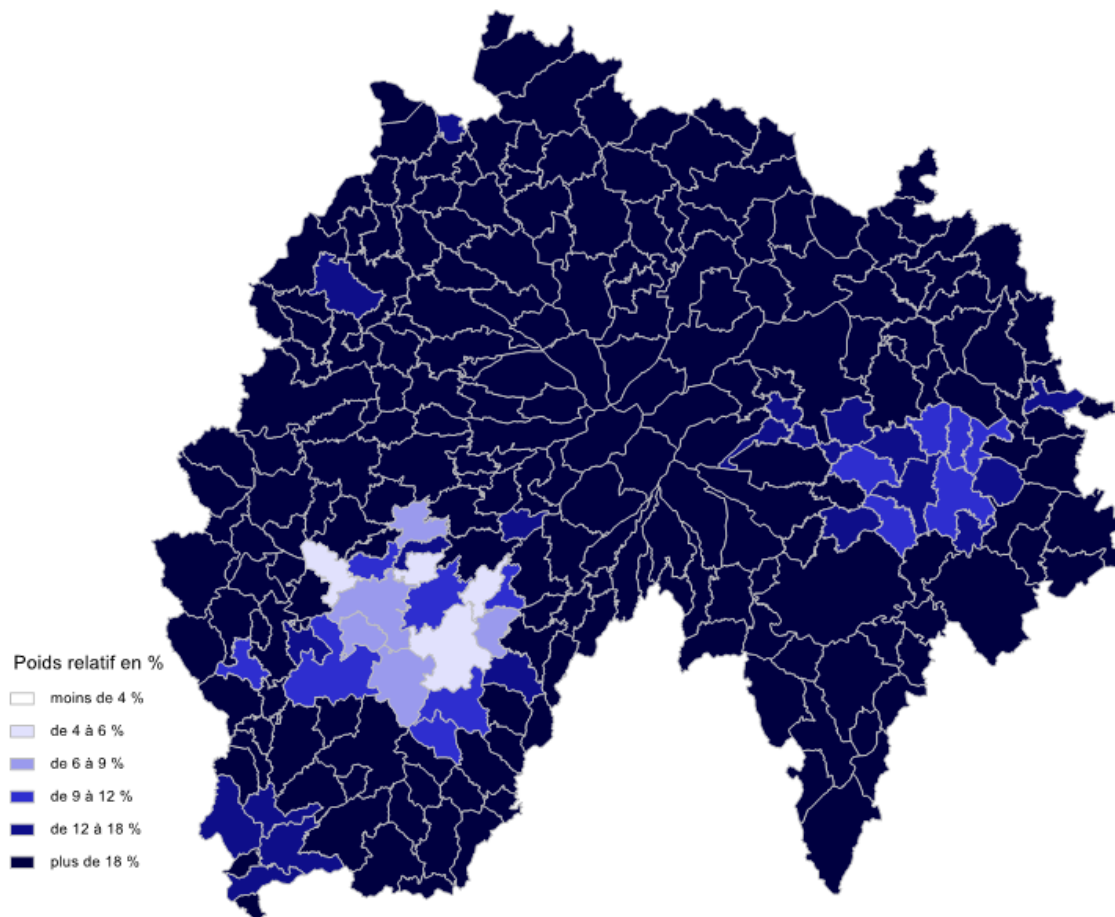 Poids relatif en %
moins de 4 %
de 4 à 6 %
de 6 à 9 %
de 9 à 12 %
de 12 à 18 %
plus de 18 %